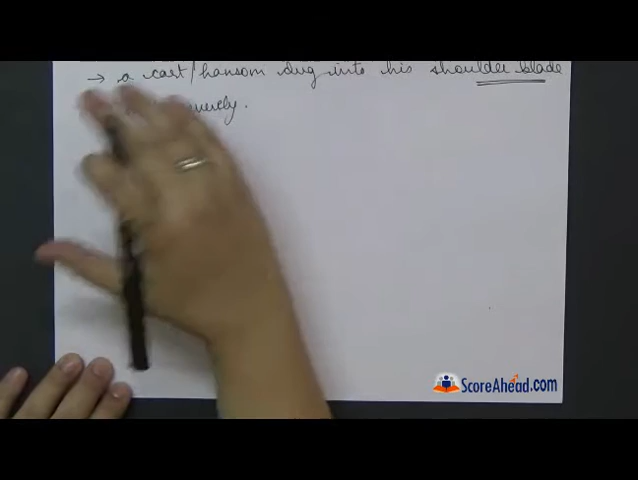 → a cart/hansom dug into his shoulder blade
ScoreAhead.com